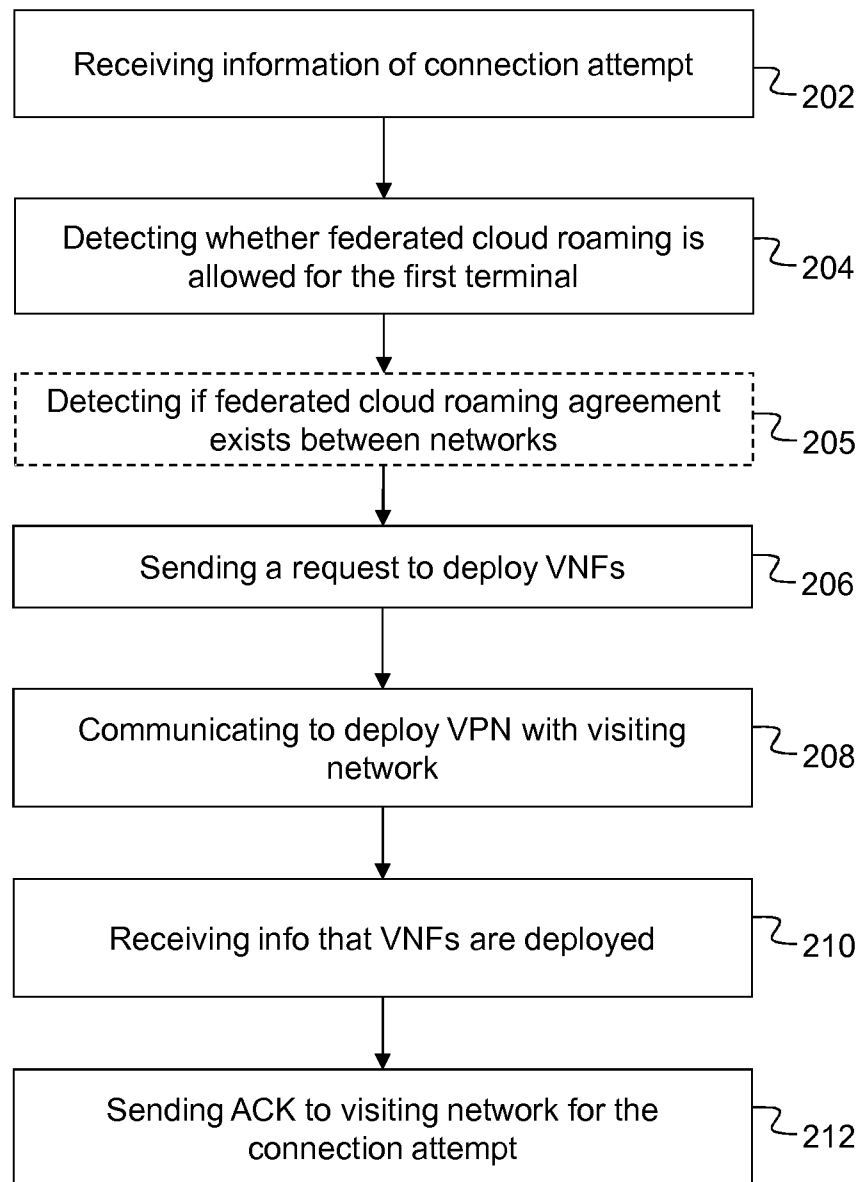 Receiving information of connection attempt
202
Detecting whether federated cloud roaming is
allowed for the first terminal
204
Detecting if federated cloud roaming agreement
exists between networks
205
Sending a request to deploy VNFs
206
Communicating to deploy VPN with visiting
network
208
Receiving info that VNFs are deployed
210
Sending ACK to visiting network for the
connection attempt
212